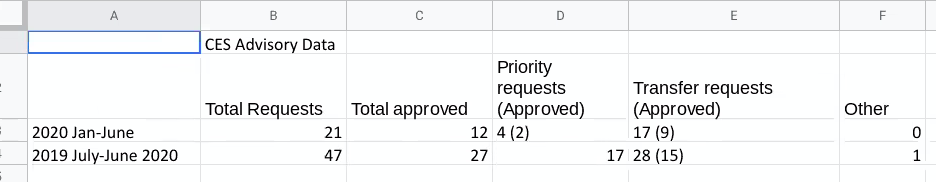 A B C D E F
CES Advisory Data
Priority
requests Transfer requests
Total Requests Total approved (Approved) (Approved) Other
2020 Jan-June 21 12 4 (2) 17 (9) 0
2019 July-June 2020 47 27 17 28 (15) 1